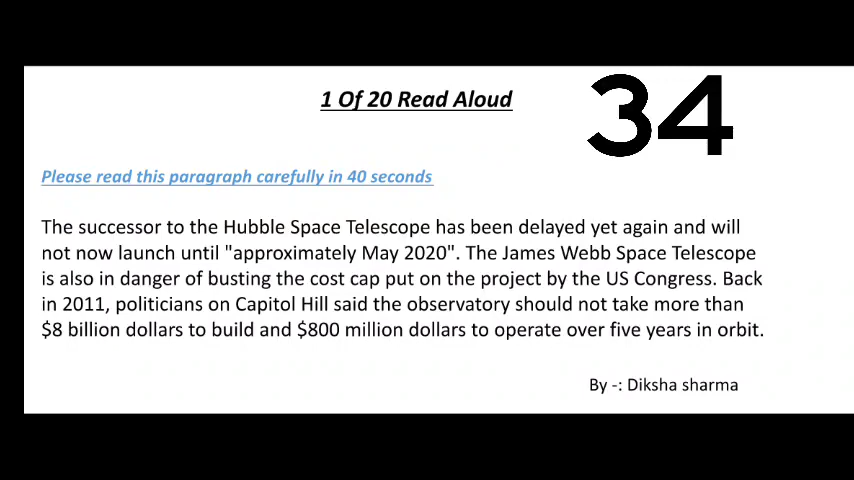 1 Of 20 Read Aloud
34
Please read this paragraph carefully in 40 seconds
The successor to the Hubble Space Telescope has been delayed yet again and will
not now launch until "approximately May 2020". The James Webb Space Telescope
is also in danger of busting the cost cap put on the project by the US Congress. Back
in 2011, politicians on Capitol Hill said the observatory should not take more than
$8 billion dollars to build and $800 million dollars to operate over five years in orbit.
By -: Diksha sharma